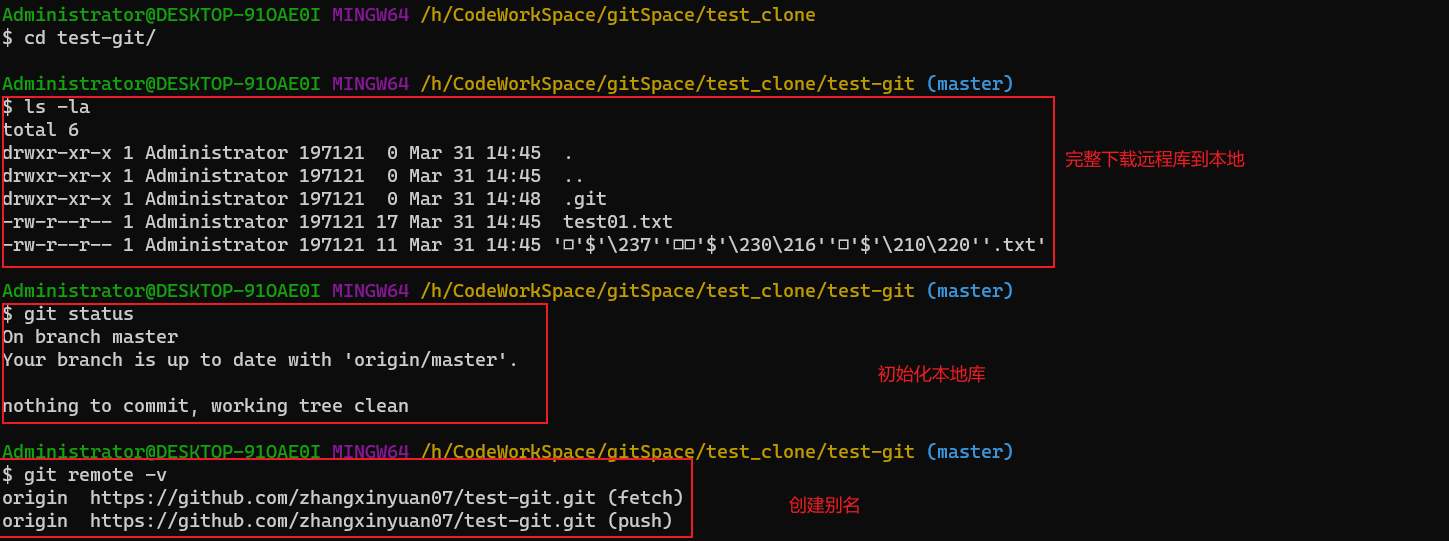 Administrator@DESKTOP-91OAE0I MINGW64 /h/CodeWorkSpace/gitSpace/test_clone
$ cd test-git/
Administrator@DESKTOP-91OAE0I MINGW64 /h/CodeWorkSpace/gitSpace/test_clone/test-git (master)
$ ls -la
total 6
drwxr-xr-x 1 Administrator 197121  0 Mar 31 14:45  .
drwxr-xr-x 1 Administrator 197121  0 Mar 31 14:45  ..
完整下载远程库到本地
drwxr-xr-x 1 Administrator 197121  0 Mar 31 14:48  .git
-rw-r--r-- 1 Administrator 197121 17 Mar 31 14:45  test01.txt
-rw-r--r-- 1 Administrator 197121 11 Mar 31 14:45 '□'$'\237''□□'$'\230\216''□'$'\210\220''.txt'
Administrator@DESKTOP-91OAE0I MINGW64 /h/CodeWorkSpace/gitSpace/test_clone/test-git (master)
$ git status
On branch master
Your branch is up to date with 'origin/master'.
初始化本地库
nothing to commit, working tree clean
Administrator@DESKTOP-91OAE0I MINGW64 /h/CodeWorkSpace/gitSpace/test_clone/test-git (master)
$ git remote -v
origin  https://github.com/zhangxinyuan07/test-git.git (fetch)
创建别名
origin  https://github.com/zhangxinyuan07/test-git.git (push)